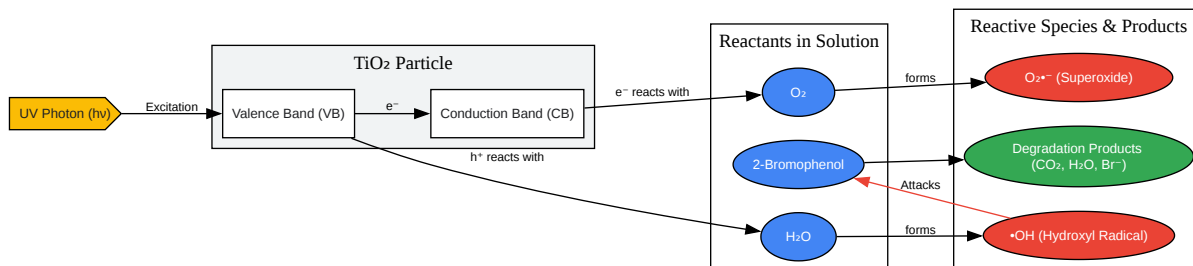 Reactants in Solution
Reactive Species & Products
TiO₂ Particle
UV Photon (hν)
Excitation
Valence Band (VB)
e⁻
Conduction Band (CB)
e⁻ reacts with
O₂
forms
O₂•⁻ (Superoxide)
h⁺ reacts with
2-Bromophenol
Degradation Products
(CO₂, H₂O, Br⁻)
Attacks
H₂O
forms
•OH (Hydroxyl Radical)